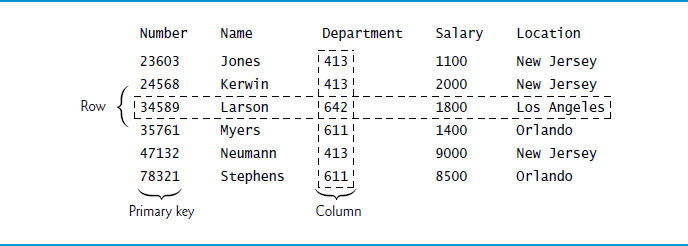 Number Name Department Salary Location
23603 Jones 413 1100 New Jersey
24568 Kerwin 413 2000 New Jersey
Row 34589 Larson 642 1800 Los Angeles
35761 Myers 611 1400 Orlando
47132 Neumann 413 9000 New Jersey
78321 Stephens 611 8500 Orlando
Primary key Column